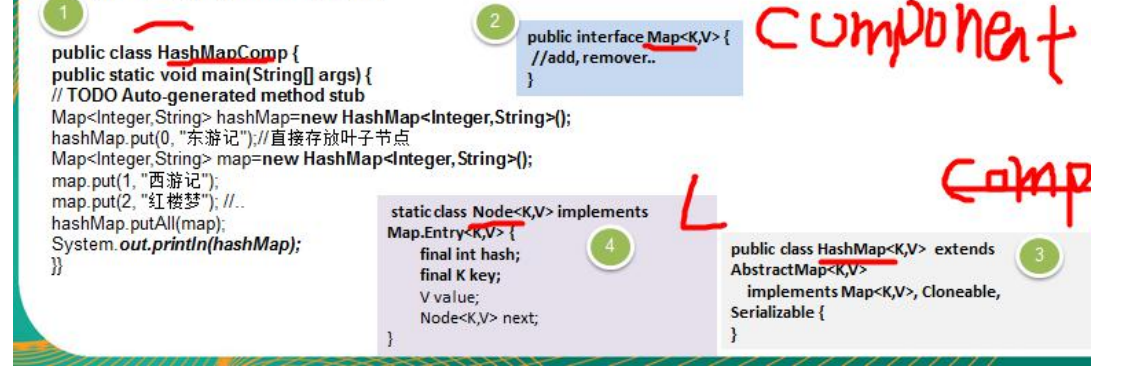 1
public class HashMapComp {
public static void main(String[] args) {
// TODO Auto-generated method stub
Map<Integer,String> hashMap=new HashMap<Integer,String>();
hashMap.put(0, "东游记");//直接存放叶子节点
Map<Integer,String> map=new HashMap<Integer,String>();
map.put(1, "西游记");
map.put(2, "红楼梦"); //..
hashMap.putAll(map);
System.out.println(hashMap);
}}
2
public interface Map<K,V> {
//add, remover..
}
component
comp
static class Node<K,V> implements
Map.Entry<K,V> {
final int hash;
final K key;
V value;
Node<K,V> next;
}
4
L
public class HashMap<K,V> extends
AbstractMap<K,V>
implements Map<K,V>, Cloneable,
Serializable {
}
3